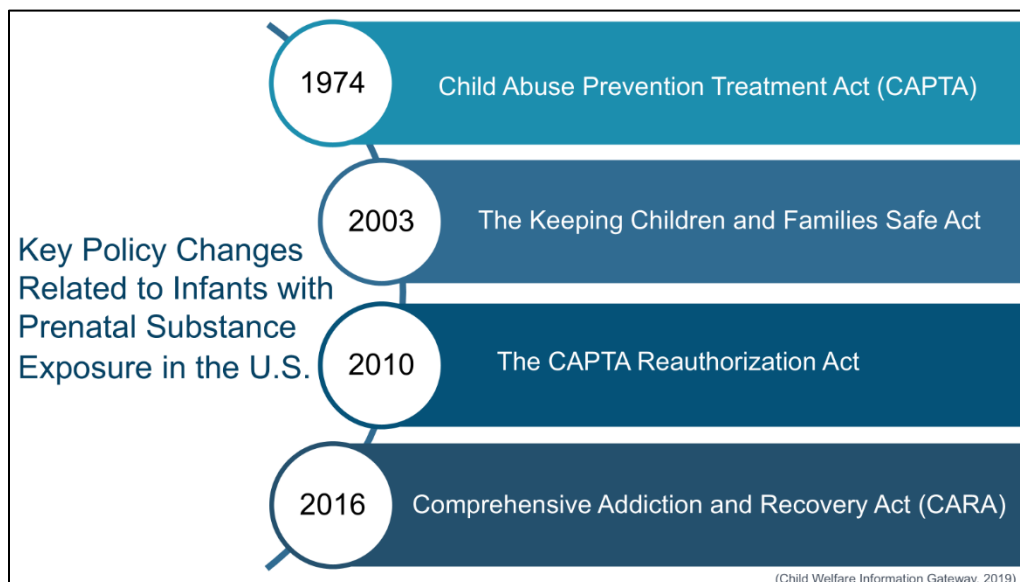 1974
Child Abuse Prevention Treatment Act (CAPTA)
2003
The Keeping Children and Families Safe Act
Key Policy Changes
Related to Infants with
Prenatal Substance
Exposure in the U.S.
2010
The CAPTA Reauthorization Act
2016
Comprehensive Addiction and Recovery Act (CARA)
(Child Welfare Information Gateway, 2019)